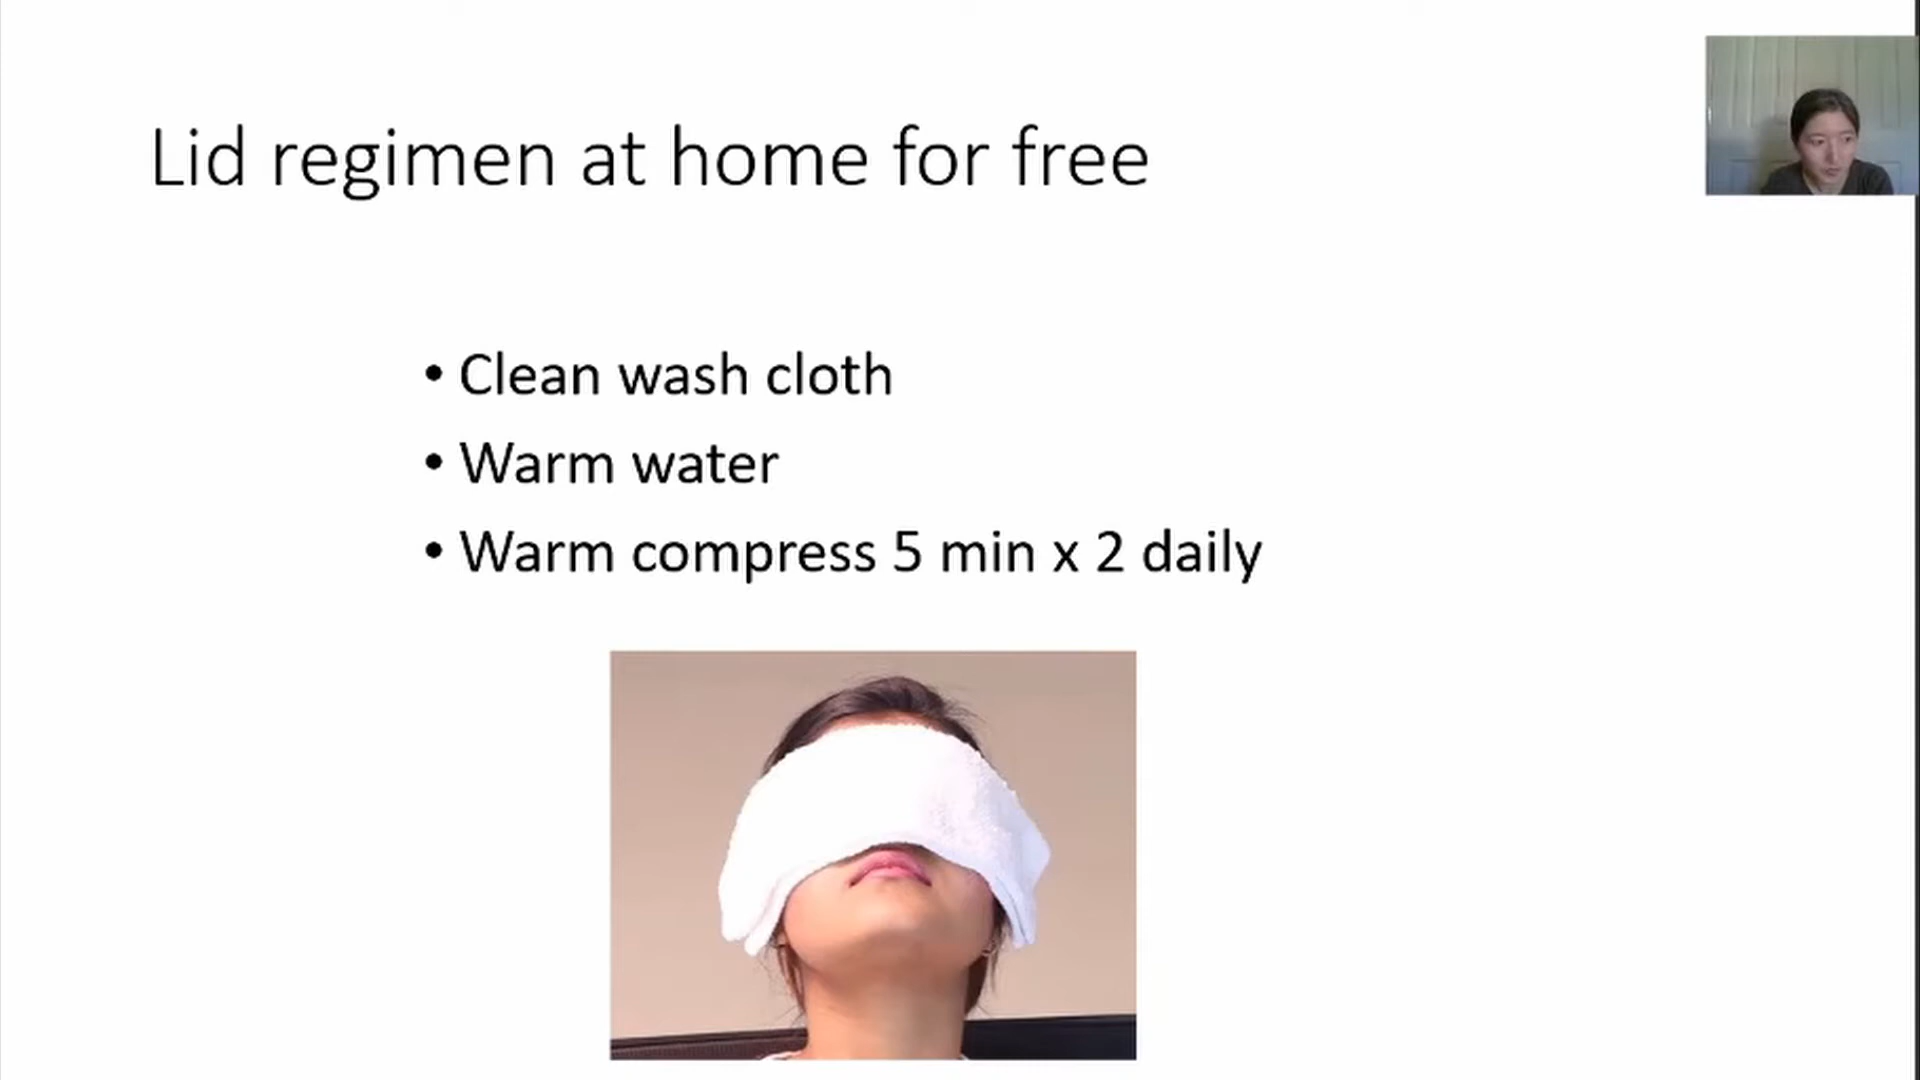 Lid regimen at home for free
• Clean wash cloth
• Warm water
• Warm compress 5 min x 2 daily